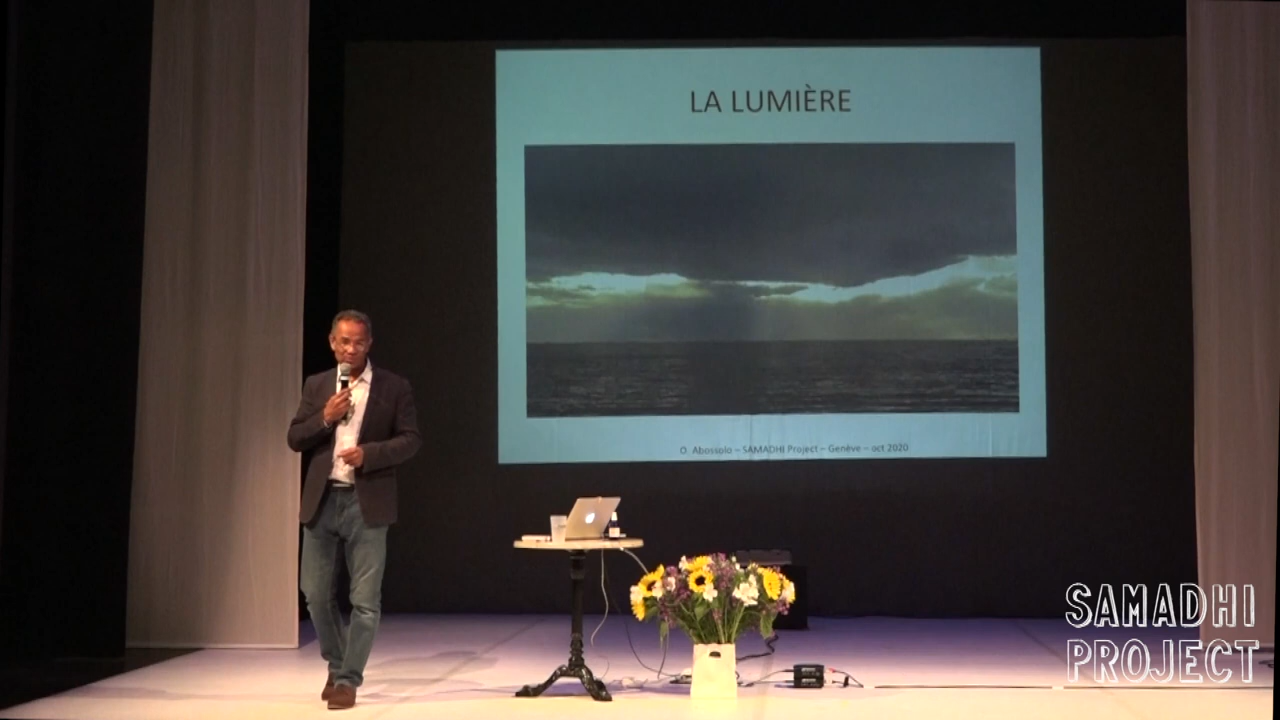 LA LUMIÈRE
O. Abossolo – SAMADHI Project – Genève – oct 2020
SAMADHI
PROJECT